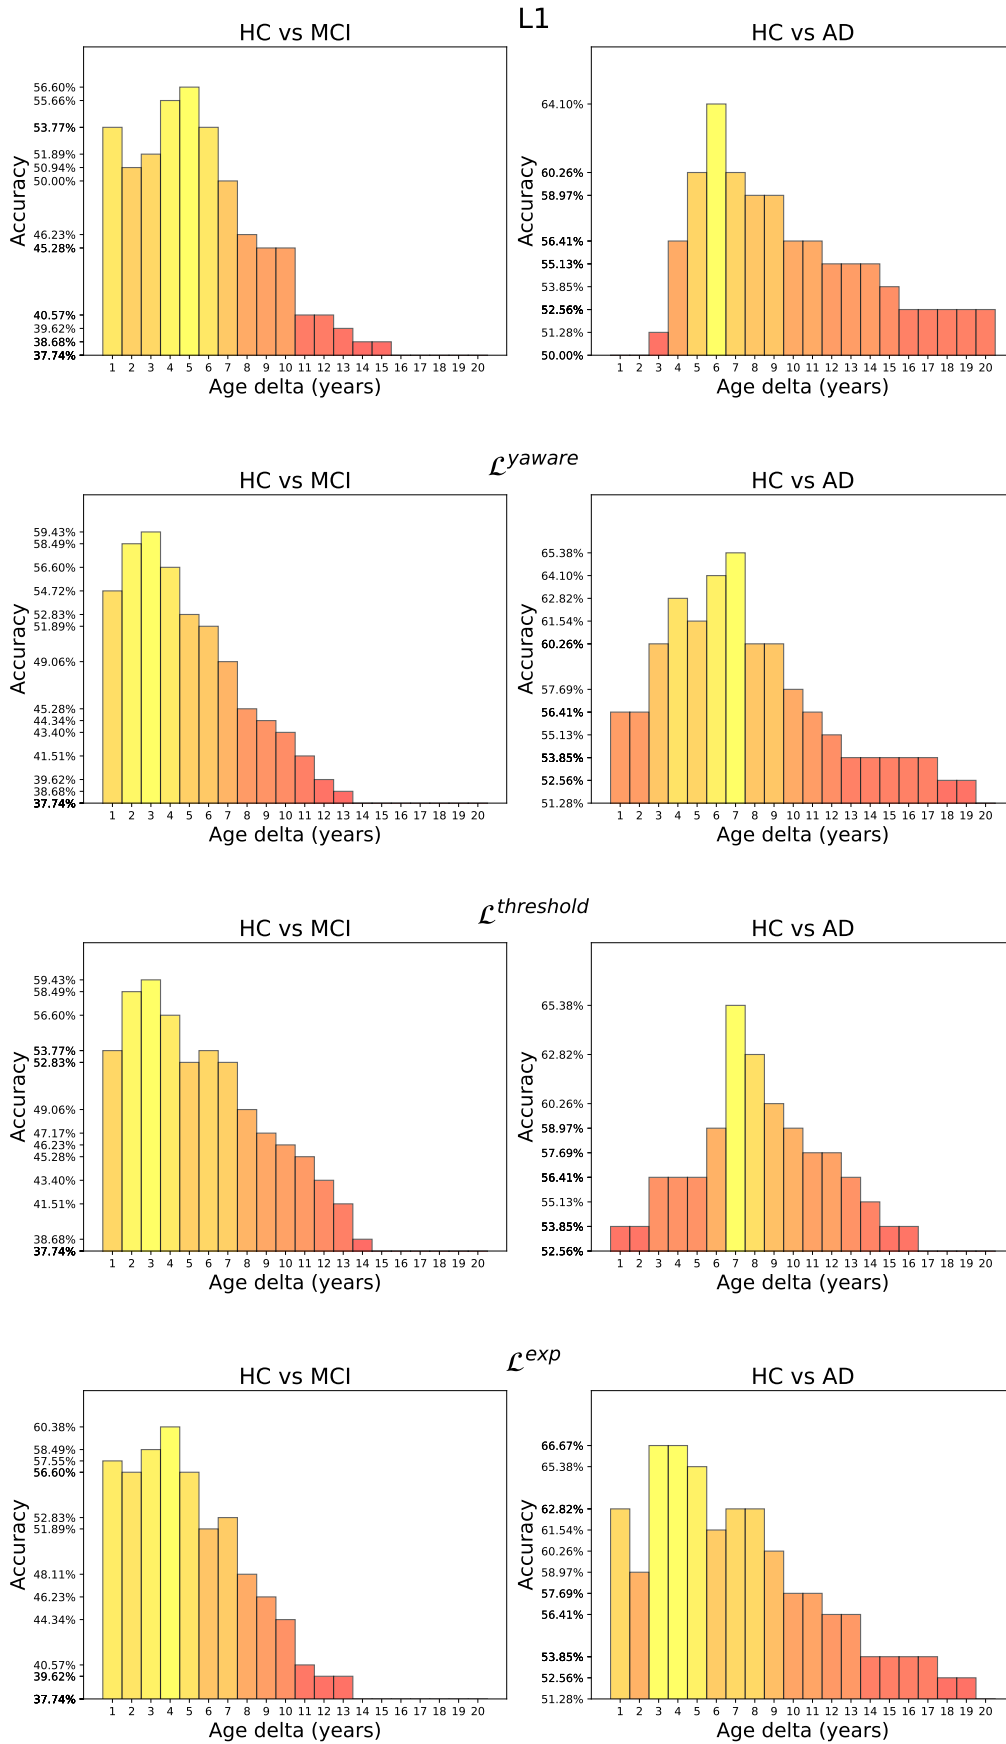 L1
HC vs MCI
Accuracy
56.60%
55.66%
53.77%
51.89%
50.94%
50.00%
46.23%
45.28%
40.57%
39.62%
38.68%
37.74%
1 2 3 4 5 6 7 8 9 10 11 12 13 14 15 16 17 18 19 20
Age delta (years)
HC vs AD
Accuracy
64.10%
60.26%
58.97%
56.41%
55.13%
53.85%
52.56%
51.28%
50.00%
1 2 3 4 5 6 7 8 9 10 11 12 13 14 15 16 17 18 19 20
Age delta (years)
ℒ^yaware
HC vs MCI
Accuracy
59.43%
58.49%
56.60%
54.72%
52.83%
51.89%
49.06%
45.28%
44.34%
43.40%
41.51%
39.62%
38.68%
37.74%
1 2 3 4 5 6 7 8 9 10 11 12 13 14 15 16 17 18 19 20
Age delta (years)
HC vs AD
Accuracy
65.38%
64.10%
62.82%
61.54%
60.26%
57.69%
56.41%
55.13%
53.85%
52.56%
51.28%
1 2 3 4 5 6 7 8 9 10 11 12 13 14 15 16 17 18 19 20
Age delta (years)
ℒ^threshold
HC vs MCI
Accuracy
59.43%
58.49%
56.60%
53.77%
52.83%
49.06%
47.17%
46.23%
45.28%
43.40%
41.51%
38.68%
37.74%
1 2 3 4 5 6 7 8 9 10 11 12 13 14 15 16 17 18 19 20
Age delta (years)
HC vs AD
Accuracy
65.38%
62.82%
60.26%
58.97%
57.69%
56.41%
55.13%
53.85%
52.56%
1 2 3 4 5 6 7 8 9 10 11 12 13 14 15 16 17 18 19 20
Age delta (years)
ℒ^exp
HC vs MCI
Accuracy
60.38%
58.49%
57.55%
56.60%
52.83%
51.89%
48.11%
46.23%
44.34%
40.57%
39.62%
37.74%
1 2 3 4 5 6 7 8 9 10 11 12 13 14 15 16 17 18 19 20
Age delta (years)
HC vs AD
Accuracy
66.67%
65.38%
62.82%
61.54%
60.26%
58.97%
57.69%
56.41%
53.85%
52.56%
51.28%
1 2 3 4 5 6 7 8 9 10 11 12 13 14 15 16 17 18 19 20
Age delta (years)